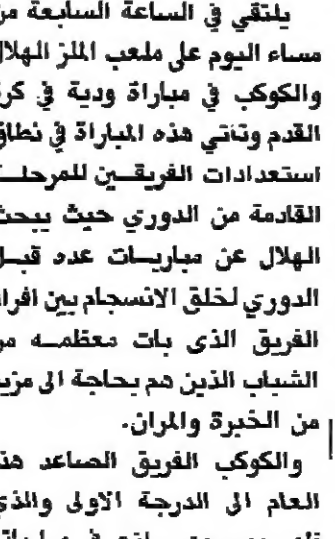 يلتقي في الساعة السابعة من
مساء اليوم على ملعب الملز الهلال
والكوكب في مباراة ودية في كرة
القدم وتأتي هذه المباراة في نطاق
استعدادات الفريقين للمرحلة
القادمة من الدوري حيث يبحث
الهلال عن مباريات عده قبل
الدوري لخلق الانسجام بين افراد
الفريق الذى بات معظمه من
الشباب الذين هم بحاجة الى مزيد
من الخبرة والمران.
والكوكب الفريق الصاعد هذا
العام الى الدرجة الاولى والذي